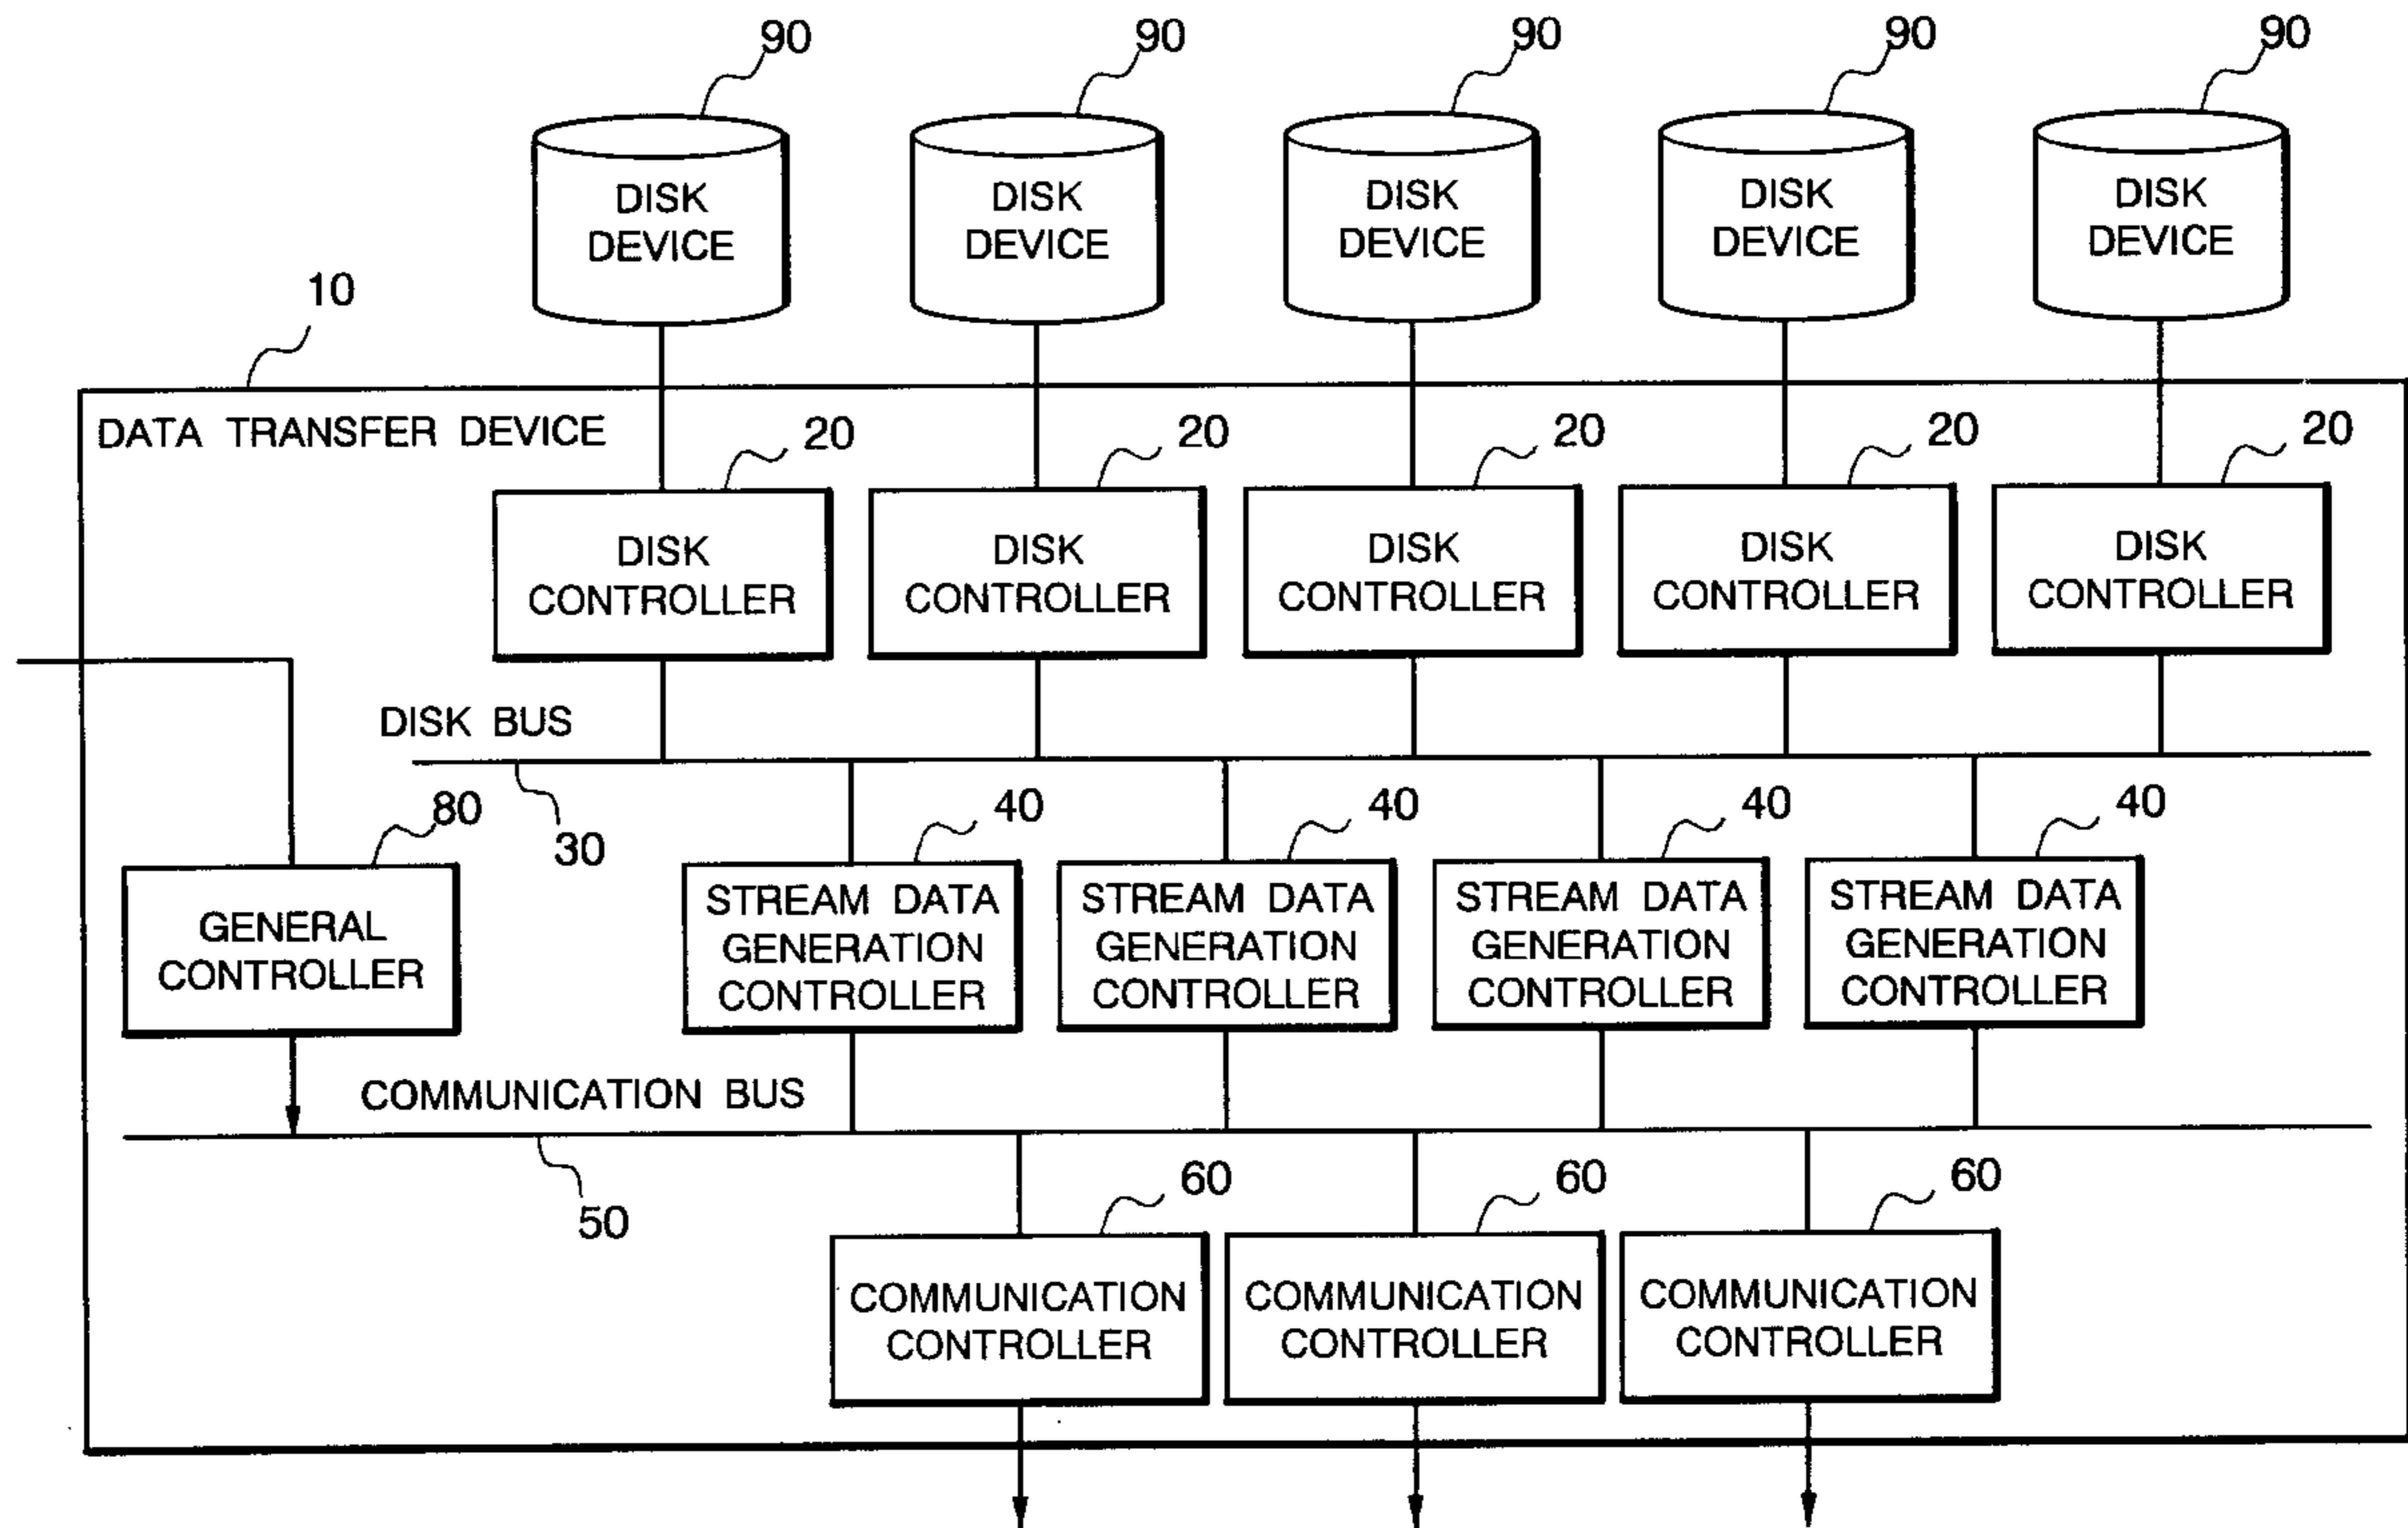 90 90 90 90 90
DISK DISK DISK DISK DISK
DEVICE DEVICE DEVICE DEVICE DEVICE
10
DATA TRANSFER DEVICE
20 20 20 20 20
DISK DISK DISK DISK DISK
CONTROLLER CONTROLLER CONTROLLER CONTROLLER CONTROLLER
DISK BUS
30
80
40 40 40 40
GENERAL
CONTROLLER
STREAM DATA STREAM DATA STREAM DATA STREAM DATA
GENERATION GENERATION GENERATION GENERATION
CONTROLLER CONTROLLER CONTROLLER CONTROLLER
COMMUNICATION BUS
50
60 60 60
COMMUNICATION COMMUNICATION COMMUNICATION
CONTROLLER CONTROLLER CONTROLLER